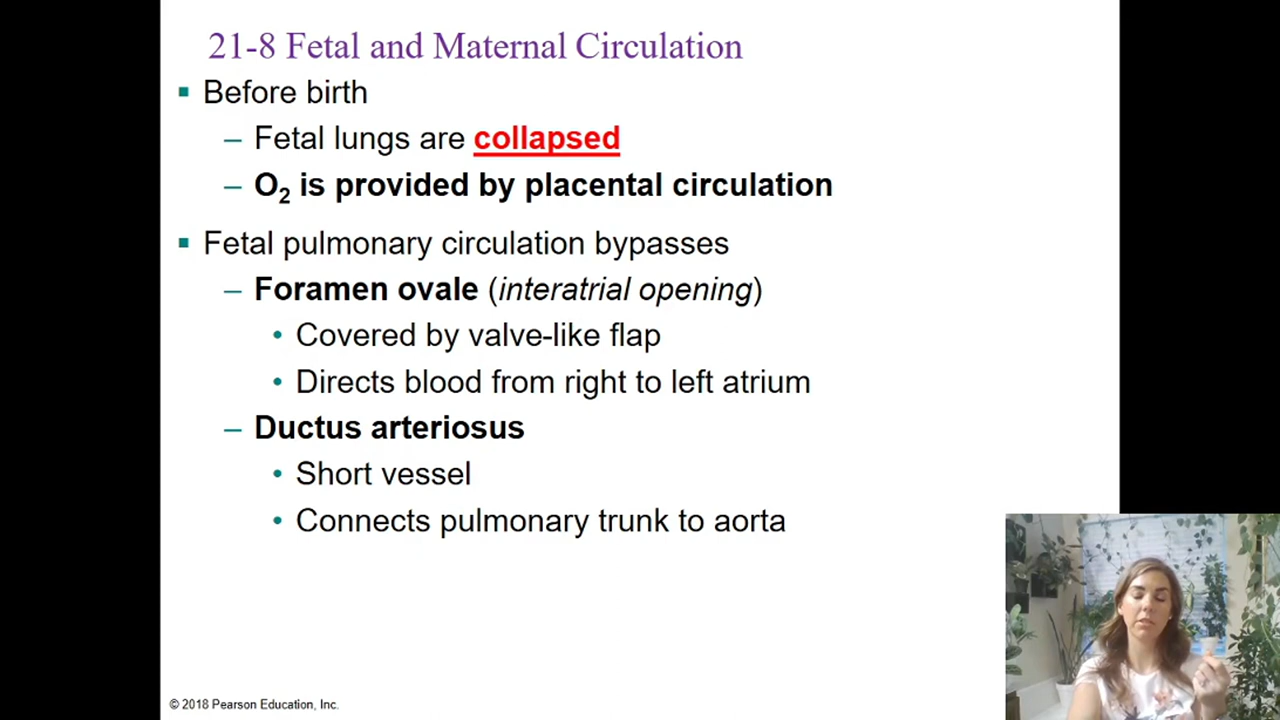 21-8 Fetal and Maternal Circulation
▪ Before birth
– Fetal lungs are collapsed
– O₂ is provided by placental circulation
▪ Fetal pulmonary circulation bypasses
– Foramen ovale (interatrial opening)
• Covered by valve-like flap
• Directs blood from right to left atrium
– Ductus arteriosus
• Short vessel
• Connects pulmonary trunk to aorta
© 2018 Pearson Education, Inc.